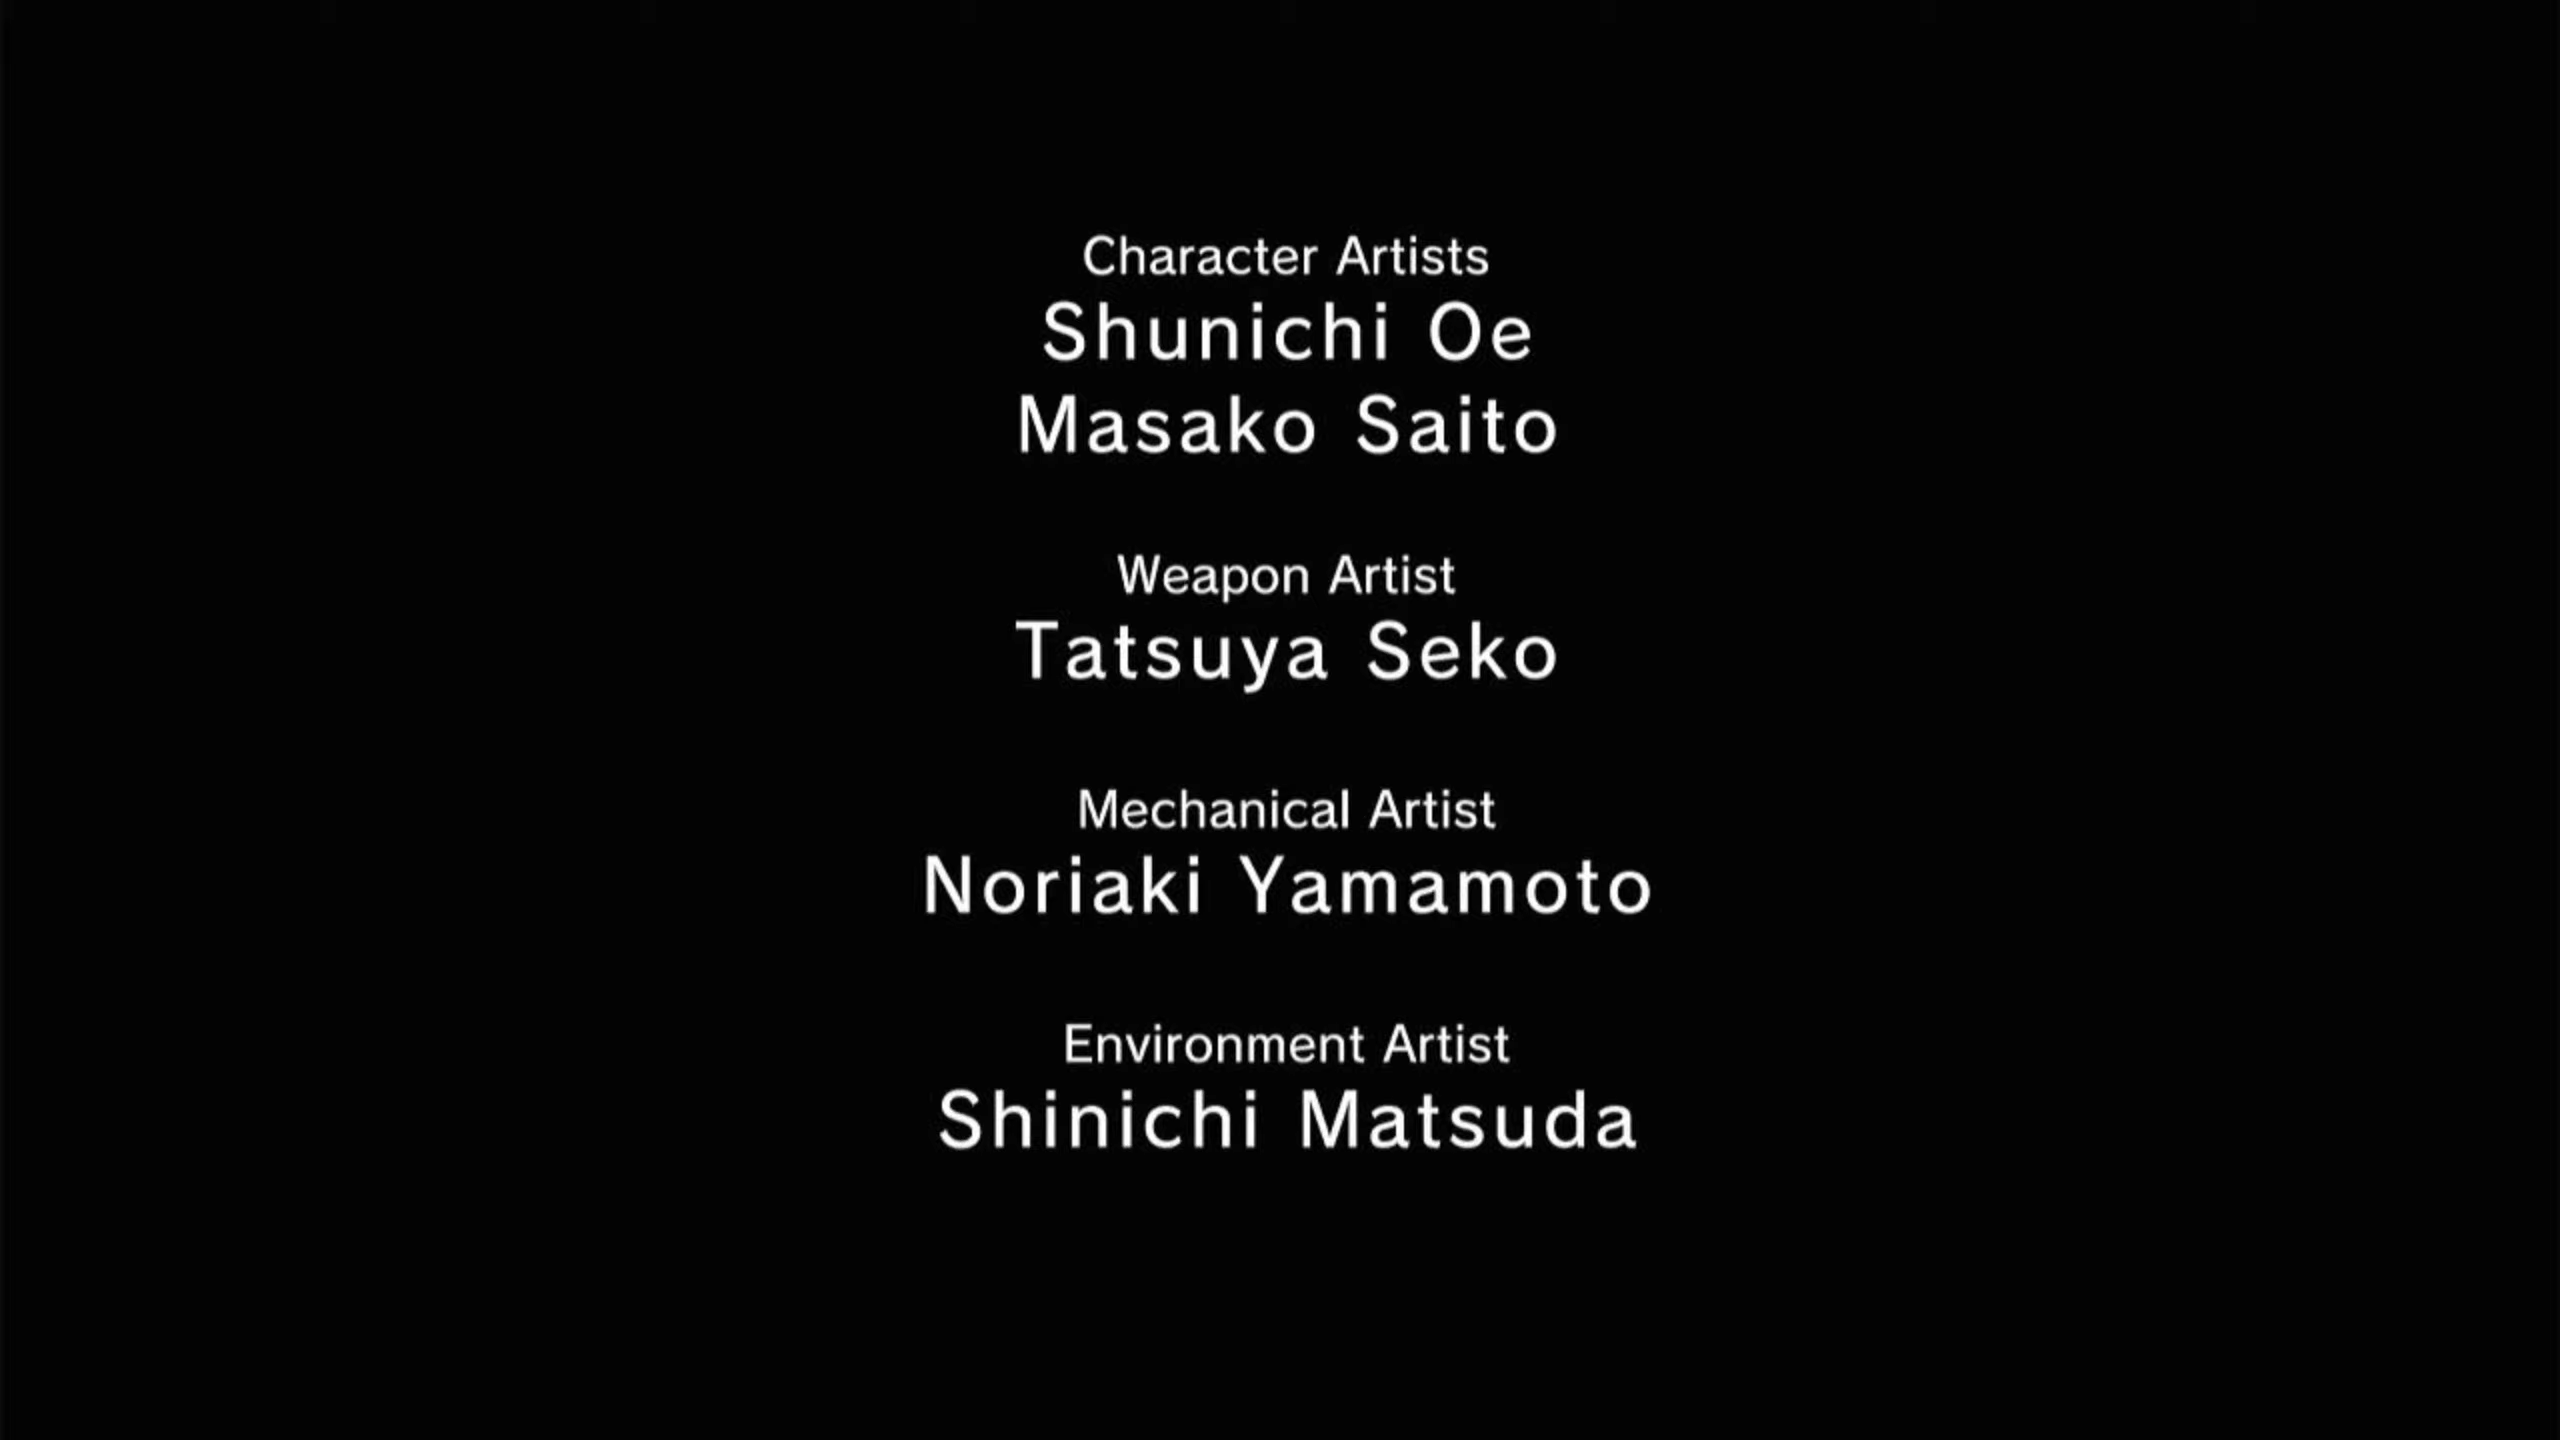 Character Artists
Shunichi Oe
Masako Saito
Weapon Artist
Tatsuya Seko
Mechanical Artist
Noriaki Yamamoto
Environment Artist
Shinichi Matsuda